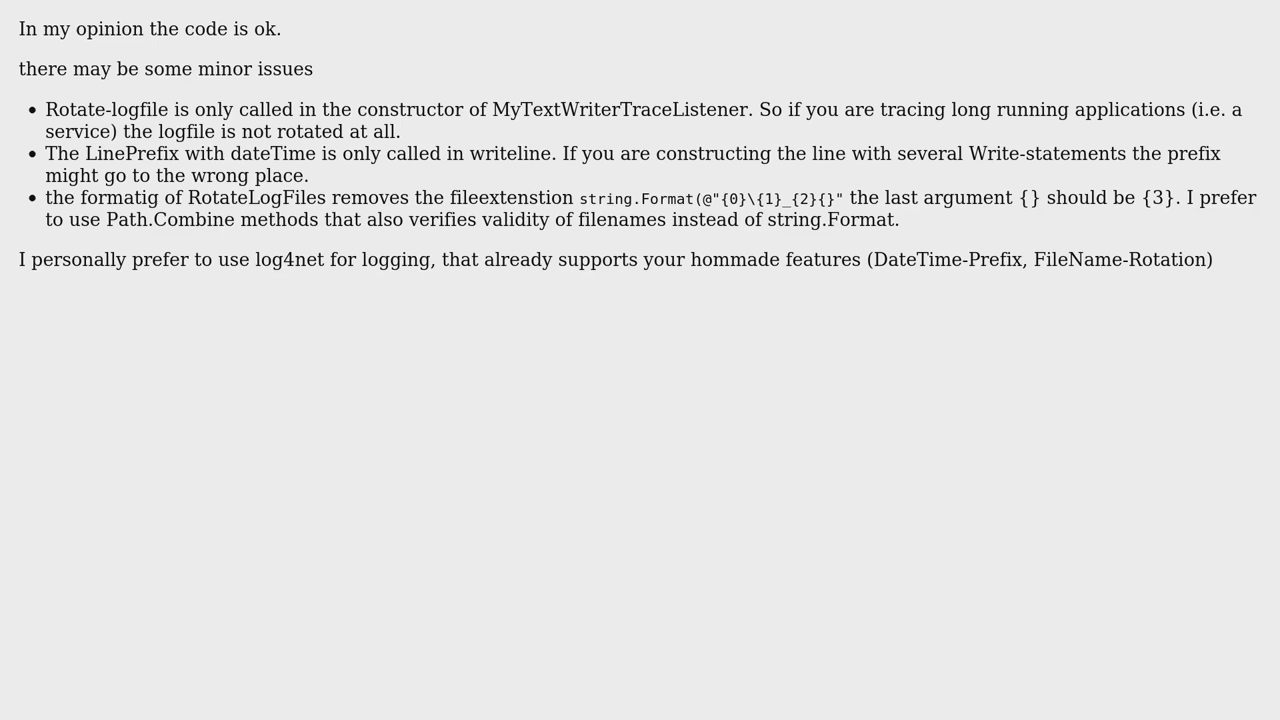 In my opinion the code is ok.
there may be some minor issues
• Rotate-logfile is only called in the constructor of MyTextWriterTraceListener. So if you are tracing long running applications (i.e. a
service) the logfile is not rotated at all.
• The LinePrefix with dateTime is only called in writeline. If you are constructing the line with several Write-statements the prefix
might go to the wrong place.
• the formatig of RotateLogFiles removes the fileextenstion string.Format(@"{0}\{1}_{2}{}" the last argument {} should be {3}. I prefer
to use Path.Combine methods that also verifies validity of filenames instead of string.Format.
I personally prefer to use log4net for logging, that already supports your hommade features (DateTime-Prefix, FileName-Rotation)